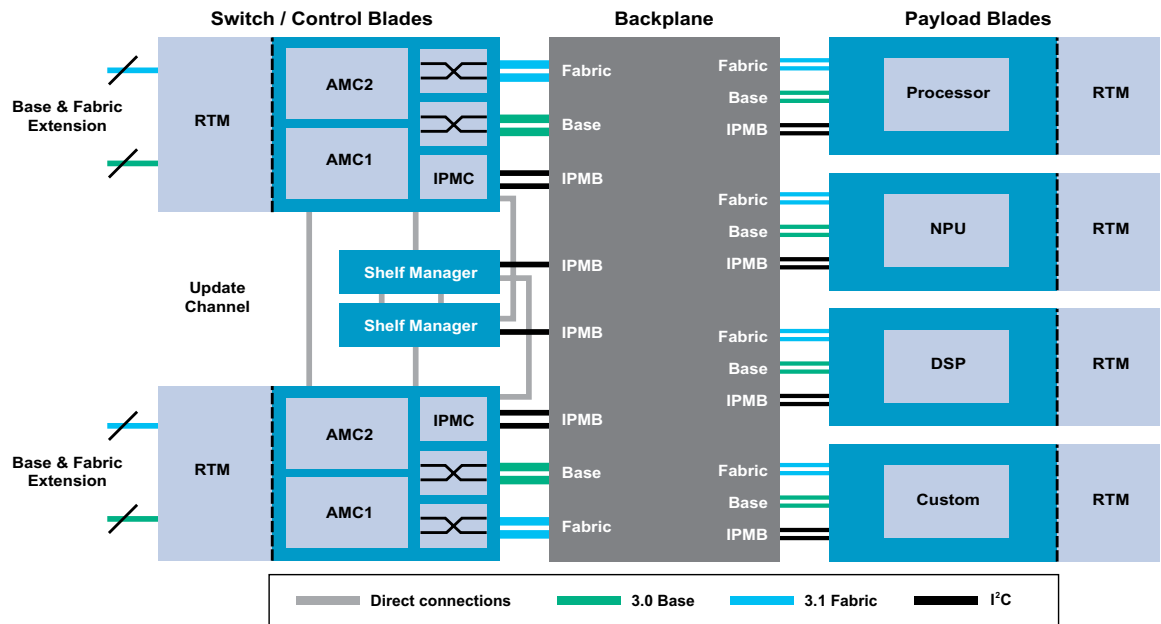 Switch / Control Blades
Backplane
Payload Blades
Base & Fabric
Extension
RTM
AMC2
AMC1
IPMC
Fabric
Base
IPMB
Update
Channel
Shelf Manager
IPMB
Shelf Manager
IPMB
Base & Fabric
Extension
RTM
AMC2
AMC1
IPMC
IPMB
Base
Fabric
Fabric
Base
IPMB
Processor
RTM
Fabric
Base
IPMB
NPU
RTM
Fabric
Base
IPMB
DSP
RTM
Fabric
Base
IPMB
Custom
RTM
Direct connections
3.0 Base
3.1 Fabric
I²C